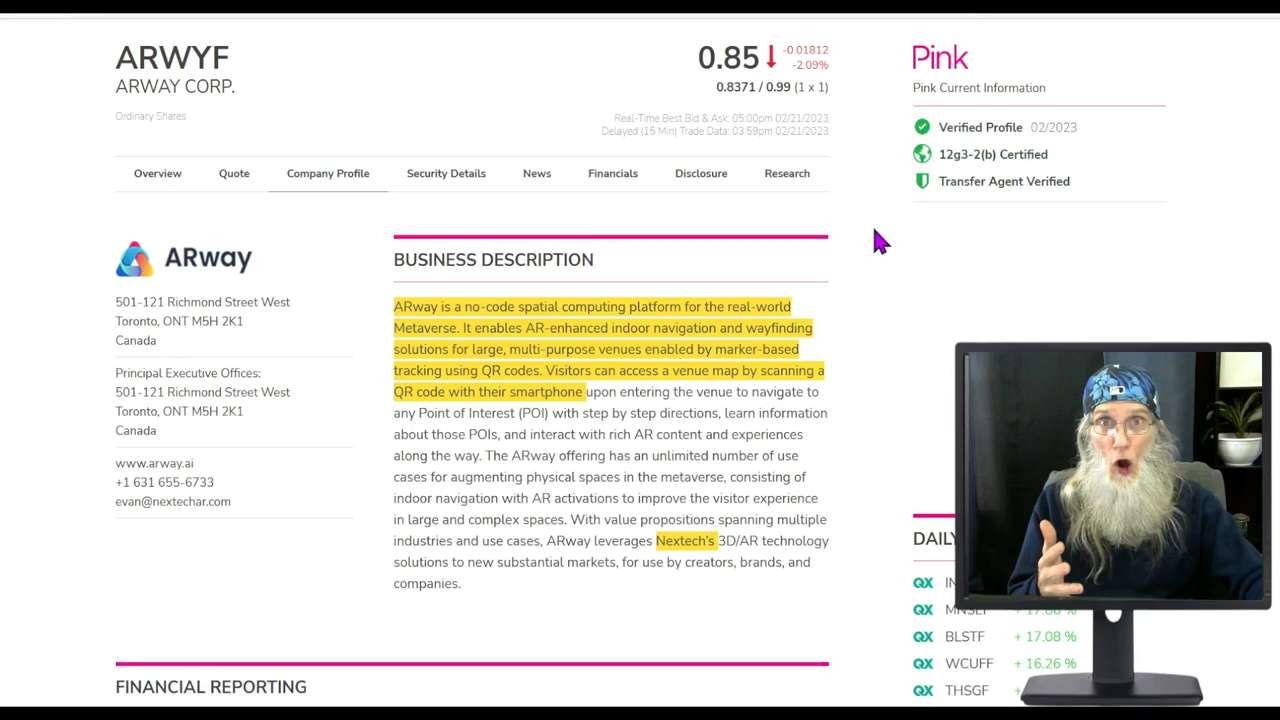 ARWYF
ARWAY CORP.
Ordinary Shares
0.85
-0.01812
-2.09%
0.8371 / 0.99 (1 x 1)
Real-Time Best Bid & Ask: 05:00pm 02/21/2023
Delayed (15 Min) Trade Data: 03:59pm 02/21/2023
Pink
Pink Current Information
Verified Profile 02/2023
12g3-2(b) Certified
Transfer Agent Verified
Overview Quote Company Profile Security Details News Financials Disclosure Research
ARway
501-121 Richmond Street West
Toronto, ONT M5H 2K1
Canada
Principal Executive Offices:
501-121 Richmond Street West
Toronto, ONT M5H 2K1
Canada
www.arway.ai
+1 631 655-6733
evan@nextechar.com
BUSINESS DESCRIPTION
ARway is a no-code spatial computing platform for the real-world
Metaverse. It enables AR-enhanced indoor navigation and wayfinding
solutions for large, multi-purpose venues enabled by marker-based
tracking using QR codes. Visitors can access a venue map by scanning a
QR code with their smartphone upon entering the venue to navigate to
any Point of Interest (POI) with step by step directions, learn information
about those POIs, and interact with rich AR content and experiences
along the way. The ARway offering has an unlimited number of use
cases for augmenting physical spaces in the metaverse, consisting of
indoor navigation with AR activations to improve the visitor experience
in large and complex spaces. With value propositions spanning multiple
industries and use cases, ARway leverages Nextech's 3D/AR technology
solutions to new substantial markets, for use by creators, brands, and
companies.
FINANCIAL REPORTING
QX
QX
QX BLSTF + 17.08 %
QX WCUFF + 16.26 %
QX THSGF +